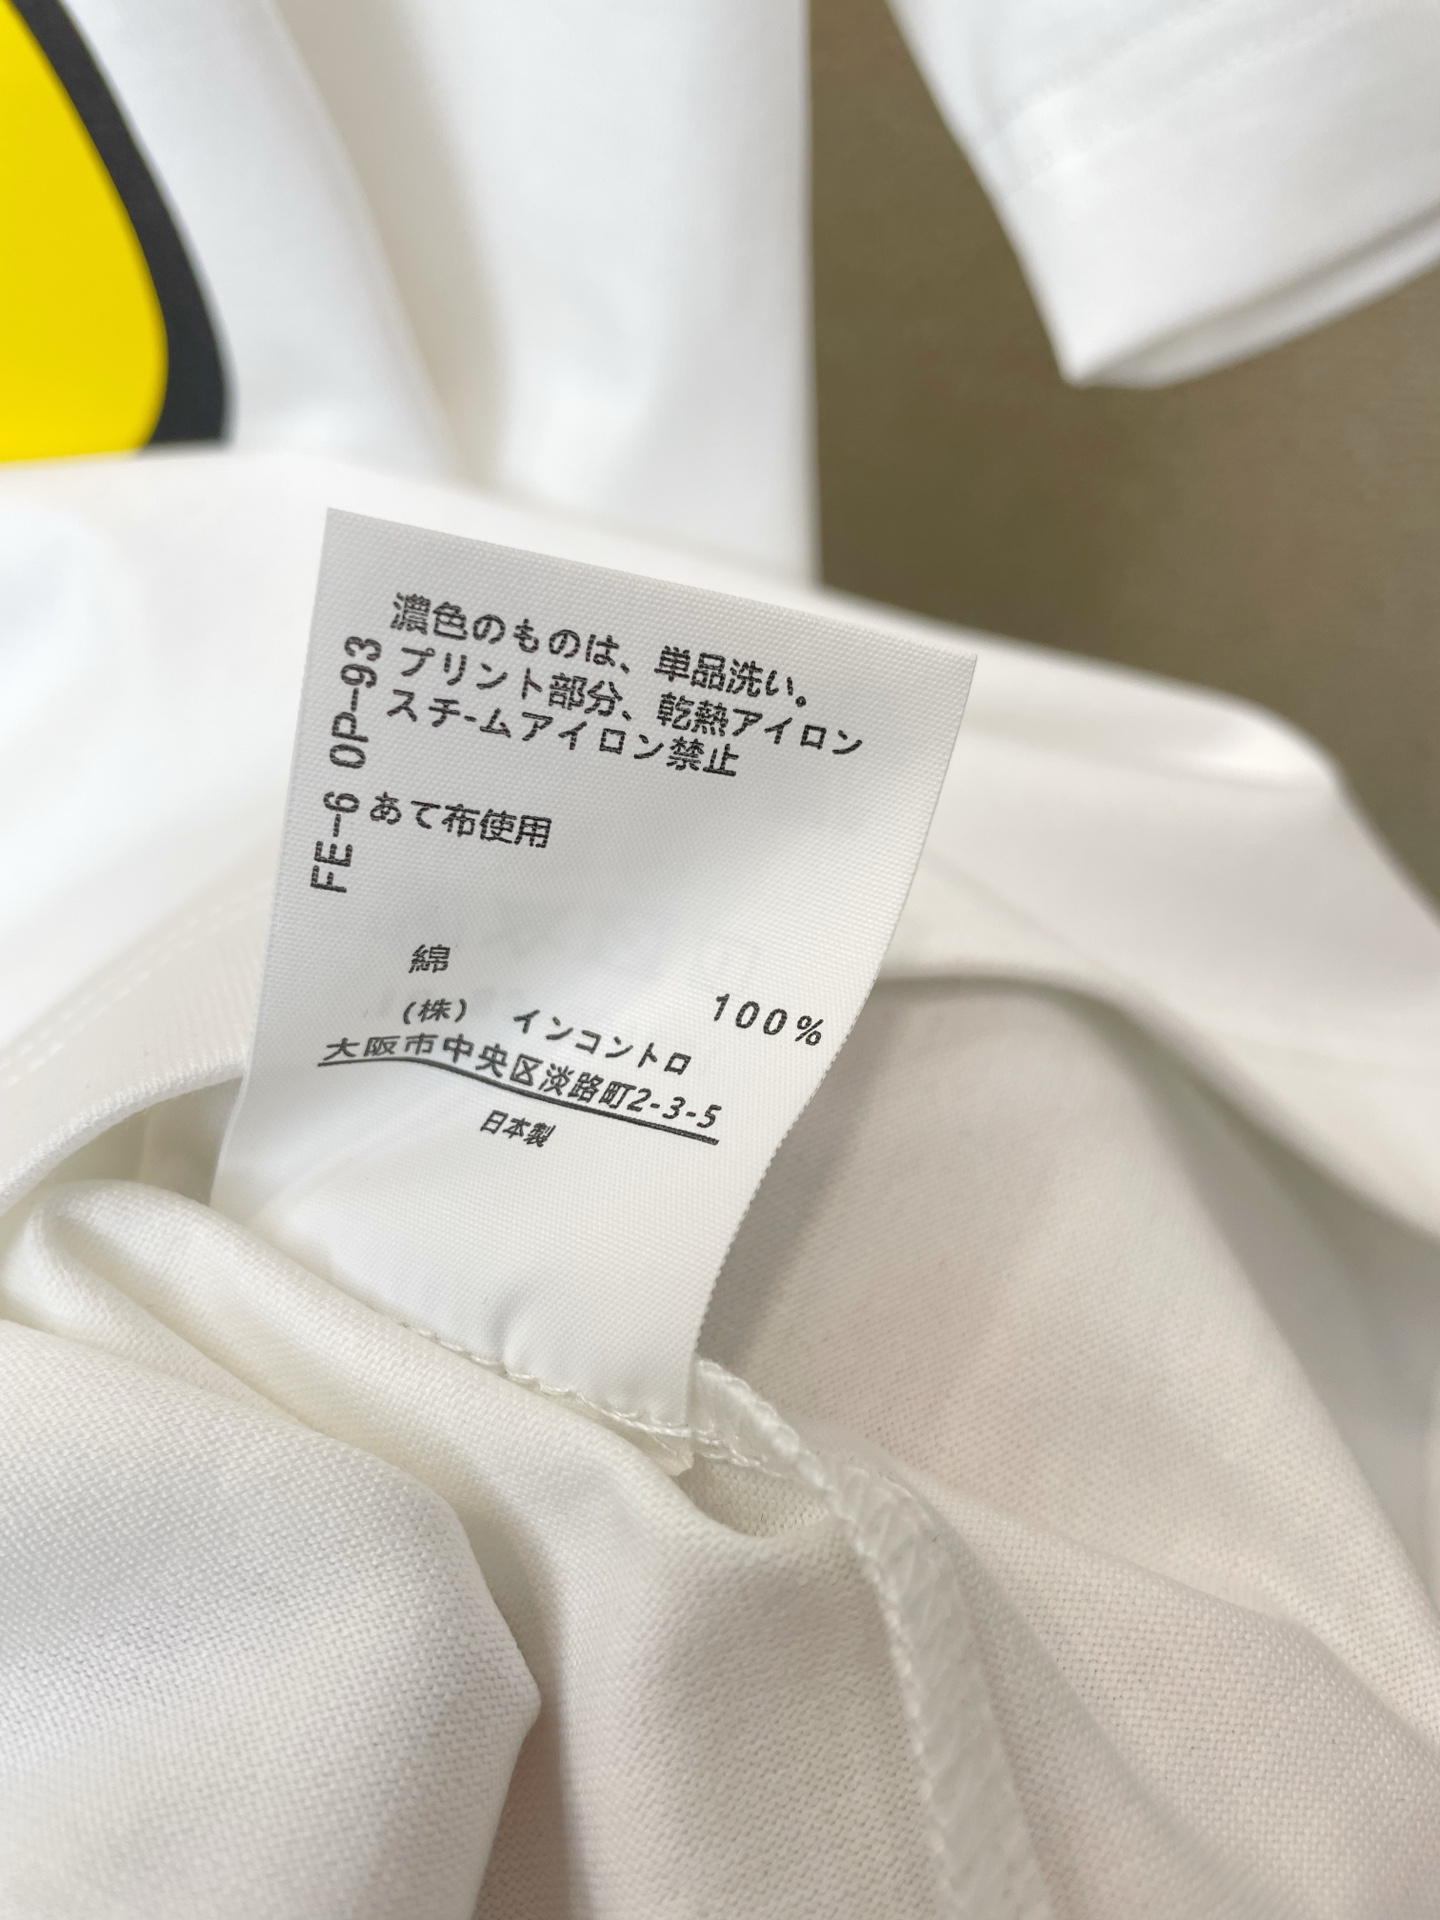 濃色のものは、単品洗い。
プリント部分、乾熱アイロン
スチ-ムアイロン禁止
あて布使用
FE-6 OP-93
綿 100%
(株) インコントロ
大阪市中央区淡路町2-3-5
日本製